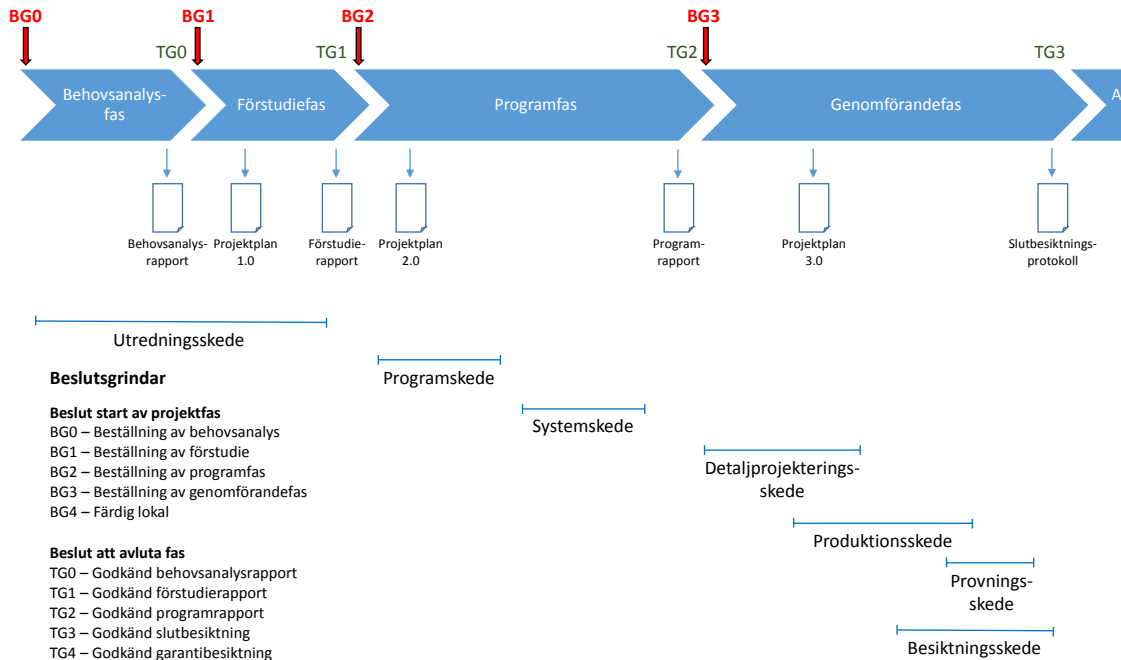 BG0
BG1
BG2
BG3
TG0
TG1
TG2
TG3
Behovsanalys-
fas
Förstudiefas
Programfas
Genomförandefas
A
Behovsanalys-
rapport
Projektplan
1.0
Förstudie-
rapport
Projektplan
2.0
Program-
rapport
Projektplan
3.0
Slutbesiktnings-
protokoll
Utredningsskede
Programskede
Systemskede
Detaljprojekterings-
skede
Produktionsskede
Provnings-
skede
Besiktningsskede
Beslutsgrindar
Beslut start av projektfas
BG0 – Beställning av behovsanalys
BG1 – Beställning av förstudie
BG2 – Beställning av programfas
BG3 – Beställning av genomförandefas
BG4 – Färdig lokal
Beslut att avluta fas
TG0 – Godkänd behovsanalysrapport
TG1 – Godkänd förstudierapport
TG2 – Godkänd programrapport
TG3 – Godkänd slutbesiktning
TG4 – Godkänd garantibesiktning